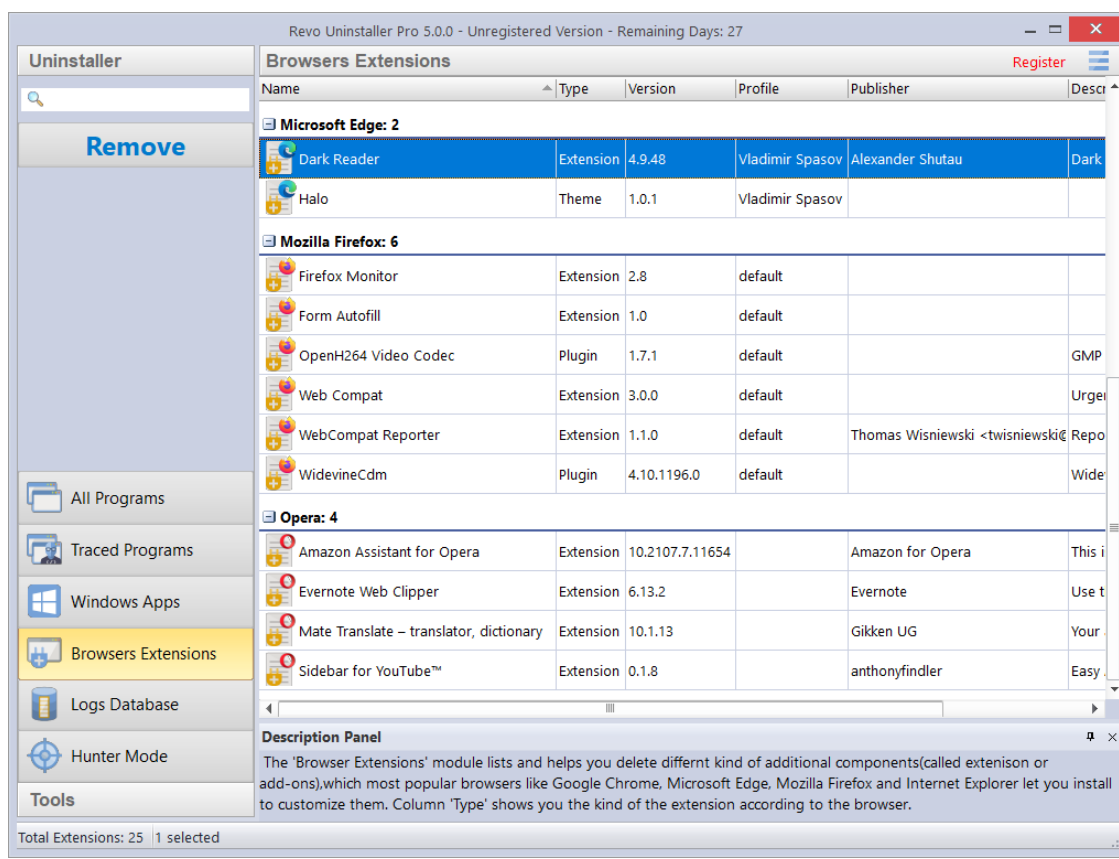 Revo Uninstaller Pro 5.0.0 - Unregistered Version - Remaining Days: 27
Uninstaller
Browsers Extensions
Register
Name Type Version Profile Publisher Descr
Remove
Microsoft Edge: 2
Dark Reader Extension 4.9.48 Vladimir Spasov Alexander Shutau Dark
Halo Theme 1.0.1 Vladimir Spasov
Mozilla Firefox: 6
Firefox Monitor Extension 2.8 default
Form Autofill Extension 1.0 default
OpenH264 Video Codec Plugin 1.7.1 default GMP
Web Compat Extension 3.0.0 default Urge
WebCompat Reporter Extension 1.1.0 default Thomas Wisniewski <twisniewski@ Repo
WidevineCdm Plugin 4.10.1196.0 default Wide
Opera: 4
Amazon Assistant for Opera Extension 10.2107.7.11654 Amazon for Opera This i
Evernote Web Clipper Extension 6.13.2 Evernote Use t
Mate Translate – translator, dictionary Extension 10.1.13 Gikken UG Your
Sidebar for YouTube™ Extension 0.1.8 anthonyfindler Easy
All Programs
Traced Programs
Windows Apps
Browsers Extensions
Logs Database
Hunter Mode
Tools
Description Panel
The 'Browser Extensions' module lists and helps you delete differnt kind of additional components(called extenison or
add-ons),which most popular browsers like Google Chrome, Microsoft Edge, Mozilla Firefox and Internet Explorer let you install
to customize them. Column 'Type' shows you the kind of the extension according to the browser.
Total Extensions: 25 1 selected